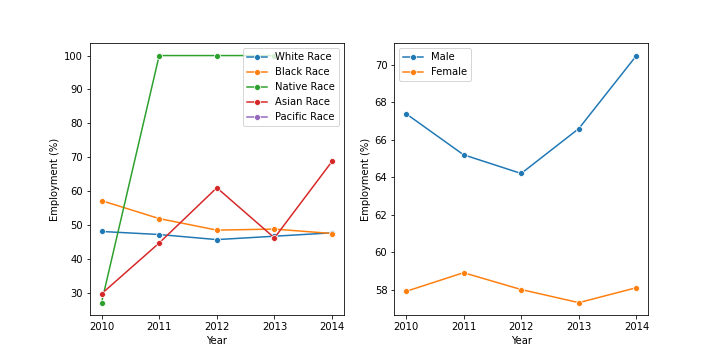 100
90
80
70
60
50
40
30
Employment (%)
2010 2011 2012 2013 2014
Year
White Race
Black Race
Native Race
Asian Race
Pacific Race
70
68
66
64
62
60
58
Employment (%)
2010 2011 2012 2013 2014
Year
Male
Female